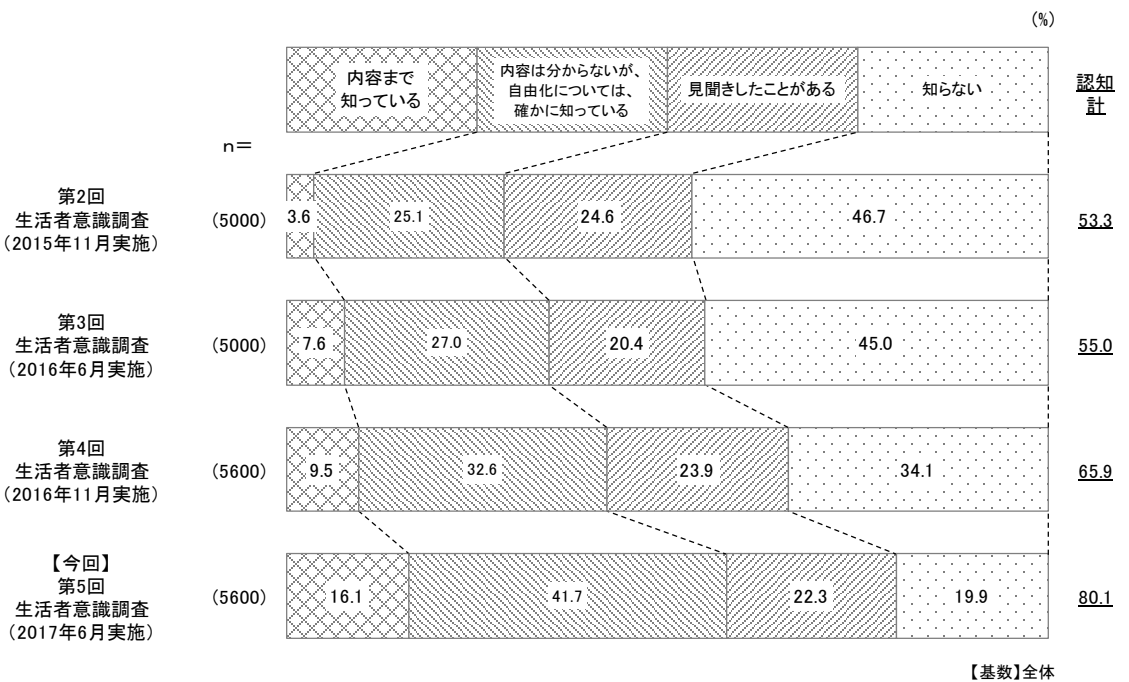 (%)
内容まで
知っている
内容は分からないが、
自由化については、
確かに知っている
見聞きしたことがある
知らない
認知
計
n=
第2回
生活者意識調査
（2015年11月実施）
(5000)
3.6
25.1
24.6
46.7
53.3
第3回
生活者意識調査
（2016年6月実施）
(5000)
7.6
27.0
20.4
45.0
55.0
第4回
生活者意識調査
（2016年11月実施）
(5600)
9.5
32.6
23.9
34.1
65.9
【今回】
第5回
生活者意識調査
（2017年6月実施）
(5600)
16.1
41.7
22.3
19.9
80.1
【基数】全体